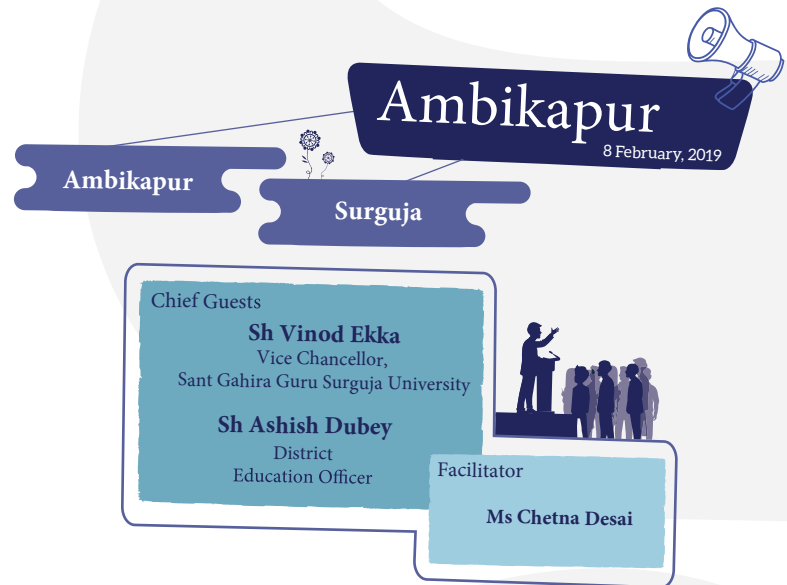 Ambikapur
8 February, 2019
Ambikapur
Surguja
Chief Guests
Sh Vinod Ekka
Vice Chancellor,
Sant Gahira Guru Surguja University
Sh Ashish Dubey
District
Education Officer
Facilitator
Ms Chetna Desai